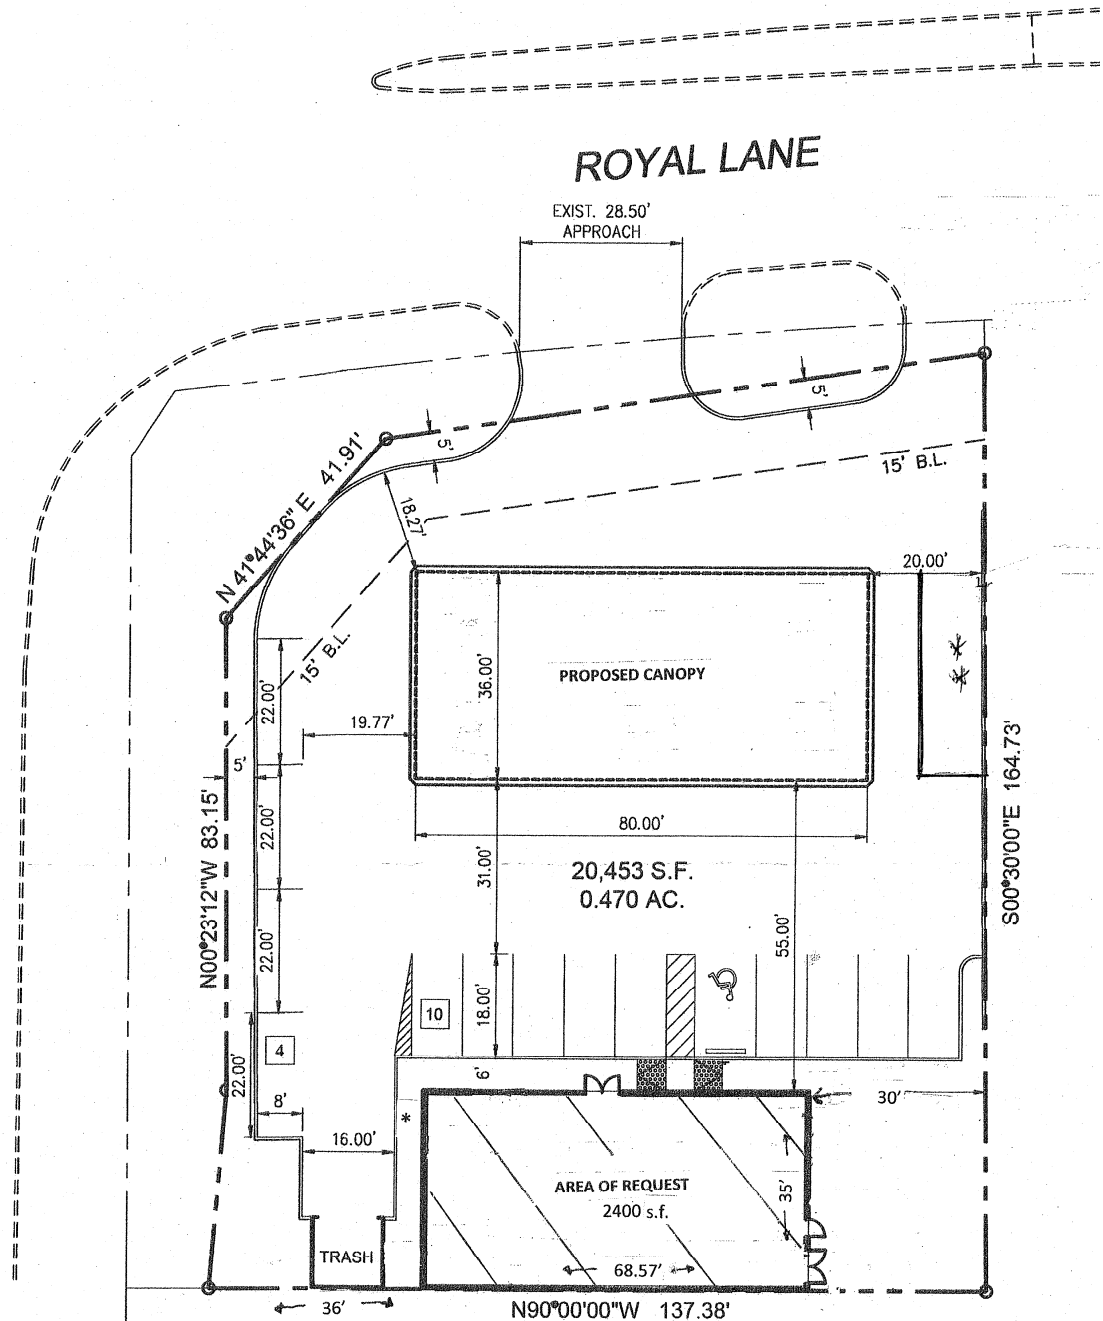 ROYAL LANE
EXIST. 28.50'
APPROACH
5'
5'
15' B.L.
N 41°44'36" E 41.91'
18.27'
20.00'
15' B.L.
36.00'
PROPOSED CANOPY
**
22.00'
19.77'
5'
N00°23'12"W 83.15'
S00°30'00"E 164.73'
22.00'
80.00'
31.00'
20,453 S.F.
0.470 AC.
55.00'
22.00'
18.00'
10
4
22.00'
6'
8'
30'
*
16.00'
AREA OF REQUEST
2400 s.f.
35'
TRASH
68.57'
36'
N90°00'00"W 137.38'